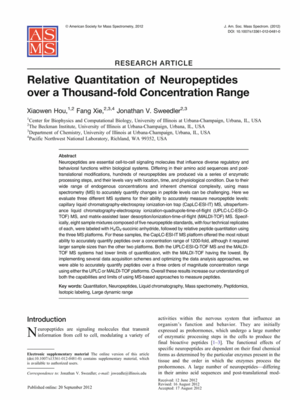 © American Society for Mass Spectrometry, 2012
J. Am. Soc. Mass Spectrom. (2012)
DOI: 10.1007/s13361-012-0481-0
ASMS
RESEARCH ARTICLE
Relative Quantitation of Neuropeptides
over a Thousand-fold Concentration Range
Xiaowen Hou,1,2 Fang Xie,2,3,4 Jonathan V. Sweedler2,3
1Center for Biophysics and Computational Biology, University of Illinois at Urbana-Champaign, Urbana, IL, USA
2The Beckman Institute, University of Illinois at Urbana-Champaign, Urbana, IL, USA
3Department of Chemistry, University of Illinois at Urbana-Champaign, Urbana, IL, USA
4Pacific Northwest National Laboratory, Richland, WA 99352, USA
Abstract
Neuropeptides are essential cell-to-cell signaling molecules that influence diverse regulatory and
behavioral functions within biological systems. Differing in their amino acid sequences and post-
translational modifications, hundreds of neuropeptides are produced via a series of enzymatic
processing steps, and their levels vary with location, time, and physiological condition. Due to their
wide range of endogenous concentrations and inherent chemical complexity, using mass
spectrometry (MS) to accurately quantify changes in peptide levels can be challenging. Here we
evaluate three different MS systems for their ability to accurately measure neuropeptide levels:
capillary liquid chromatography-electrospray ionization-ion trap (CapLC-ESI-IT) MS, ultraperform-
ance liquid chromatography-electrospray ionization-quadrupole-time-of-flight (UPLC-LC-ESI-Q-
TOF) MS, and matrix-assisted laser desorption/ionization-time-of-flight (MALDI-TOF) MS. Specif-
ically, eight sample mixtures composed of five neuropeptide standards, with four technical replicates
of each, were labeled with H4/D4-succinic anhydride, followed by relative peptide quantitation using
the three MS platforms. For these samples, the CapLC-ESI-IT MS platform offered the most robust
ability to accurately quantify peptides over a concentration range of 1200-fold, although it required
larger sample sizes than the other two platforms. Both the UPLC-ESI-Q-TOF MS and the MALDI-
TOF MS systems had lower limits of quantification, with the MALDI-TOF having the lowest. By
implementing several data acquisition schemes and optimizing the data analysis approaches, we
were able to accurately quantify peptides over a three orders of magnitude concentration range
using either the UPLC or MALDI-TOF platforms. Overall these results increase our understanding of
both the capabilities and limits of using MS-based approaches to measure peptides.
Key words: Quantitation, Neuropeptides, Liquid chromatography, Mass spectrometry, Peptidomics,
Isotopic labeling, Large dynamic range
Introduction
Neuropeptides are signaling molecules that transmit
information from cell to cell, modulating a variety of
Electronic supplementary material The online version of this article
(doi:10.1007/s13361-012-0481-0) contains supplementary material, which
is available to authorized users.
Correspondence to: Jonathan V. Sweedler; e-mail: jsweedle@illinois.edu
activities within the nervous system that influence an
organism's function and behavior. They are initially
expressed as prohormones, which undergo a large number
of enzymatic processing steps in the cells to produce the
final bioactive peptides [1–3]. The functional effects of
specific neuropeptides are dependent on their final chemical
forms as determined by the particular enzymes present in the
tissue and the order in which the enzymes process the
prohormones. A large number of neuropeptides—differing
in their amino acid sequences and post-translational mod-
Received: 11 June 2012
Revised: 16 August 2012
Accepted: 17 August 2012
Published online: 20 September 2012